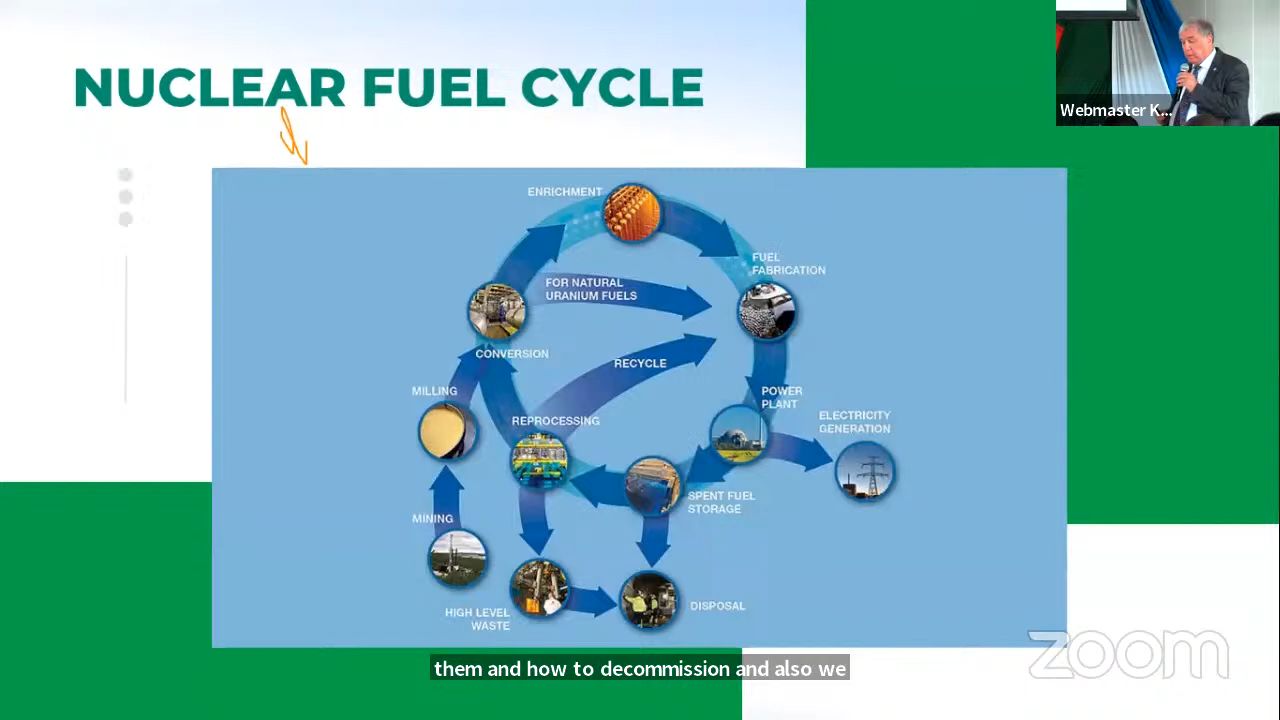 NUCLEAR FUEL CYCLE
Webmaster K...
ENRICHMENT
FUEL
FABRICATION
FOR NATURAL
URANIUM FUELS
CONVERSION
RECYCLE
MILLING
POWER
PLANT
REPROCESSING
ELECTRICITY
GENERATION
SPENT FUEL
STORAGE
MINING
HIGH LEVEL
WASTE
DISPOSAL
zoom
them and how to decommission and also we